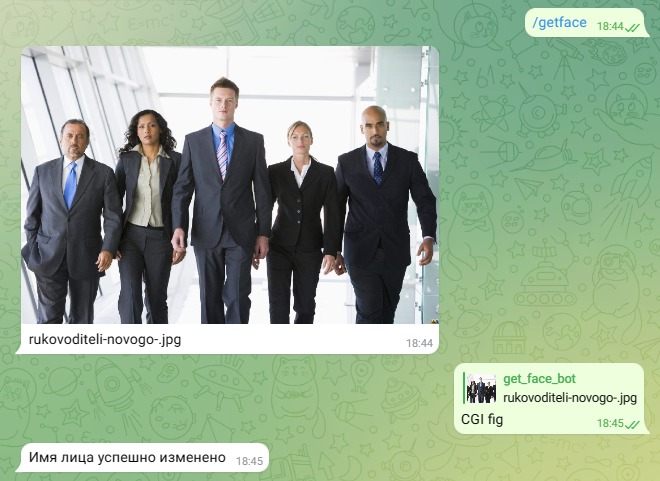 /getface 18:44
rukovoditeli-novogo-.jpg 18:44
get_face_bot
rukovoditeli-novogo-.jpg
CGI fig 18:45
Имя лица успешно изменено 18:45